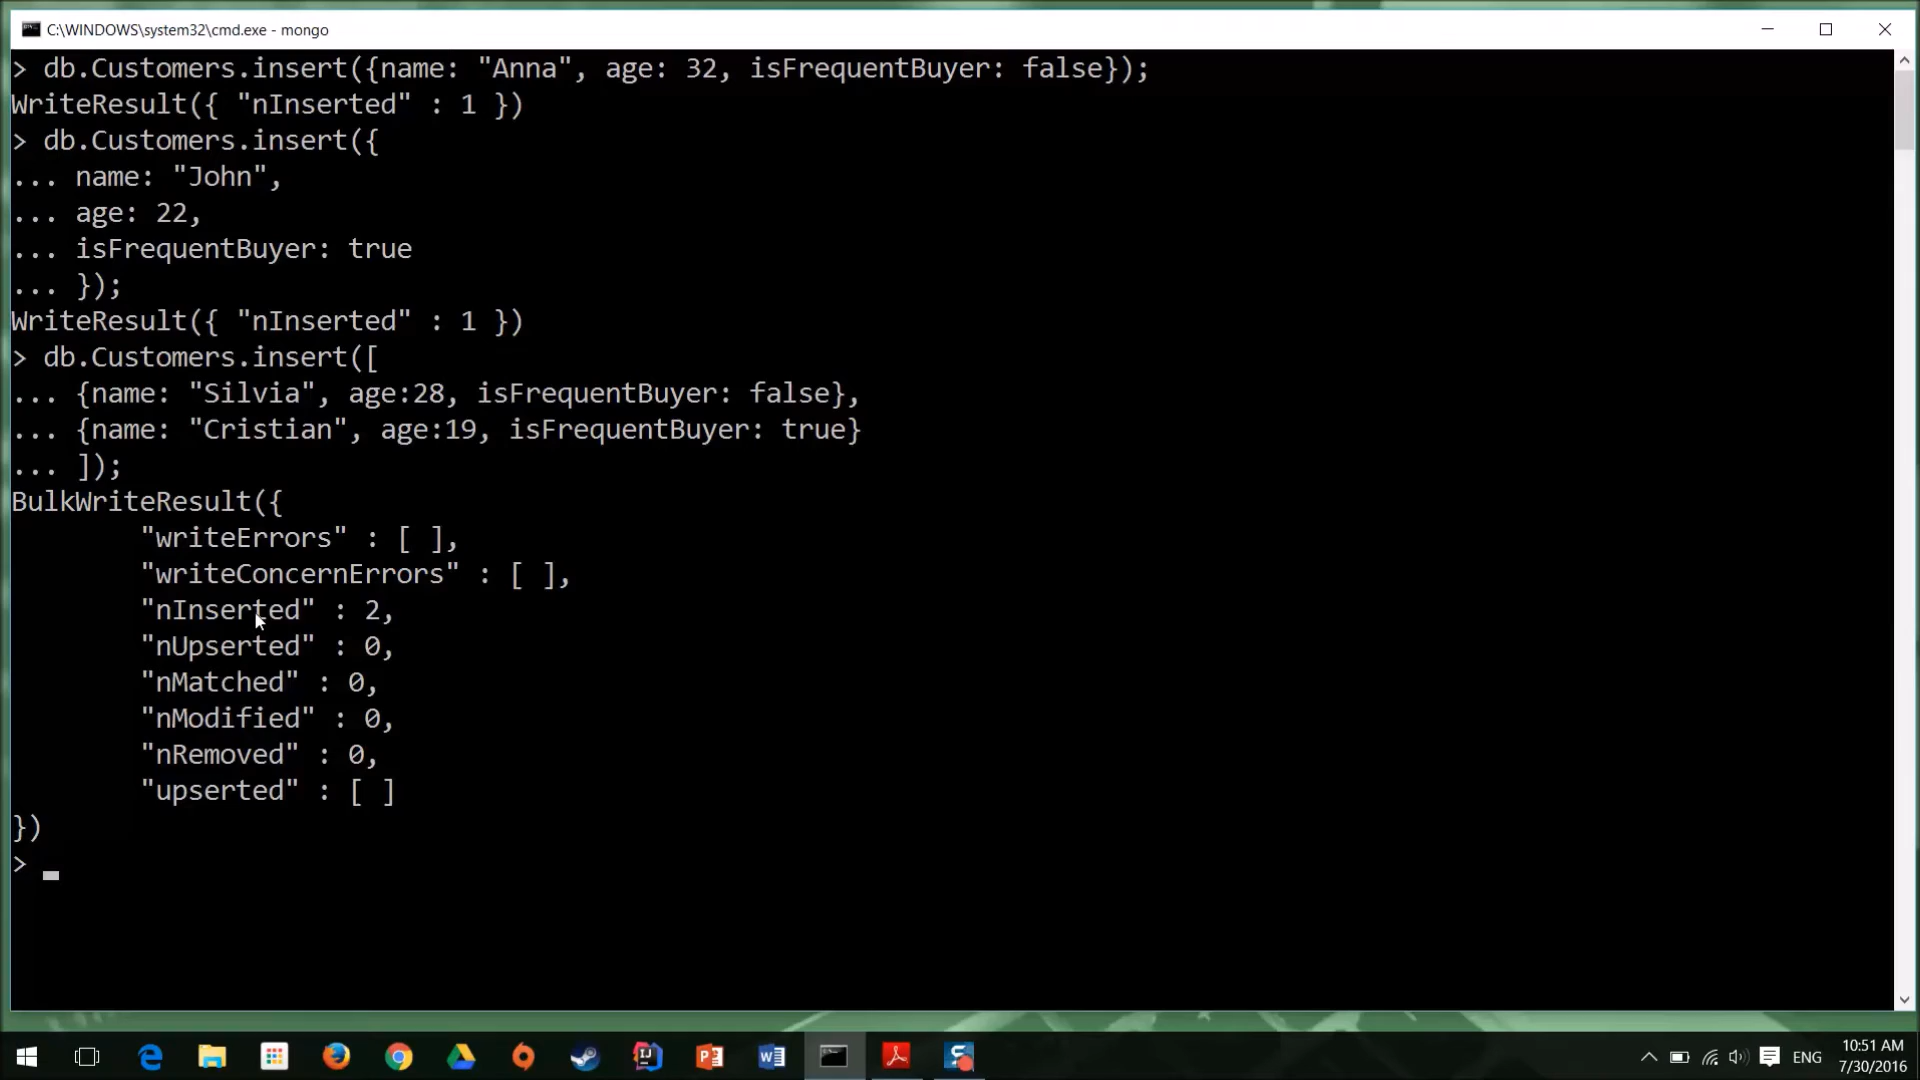 C:\WINDOWS\system32\cmd.exe - mongo
> db.Customers.insert({name: "Anna", age: 32, isFrequentBuyer: false});
WriteResult({ "nInserted" : 1 })
> db.Customers.insert({
... name: "John",
... age: 22,
... isFrequentBuyer: true
... });
WriteResult({ "nInserted" : 1 })
> db.Customers.insert([
... {name: "Silvia", age:28, isFrequentBuyer: false},
... {name: "Cristian", age:19, isFrequentBuyer: true}
... ]);
BulkWriteResult({
"writeErrors" : [ ],
"writeConcernErrors" : [ ],
"nInserted" : 2,
"nUpserted" : 0,
"nMatched" : 0,
"nModified" : 0,
"nRemoved" : 0,
"upserted" : [ ]
})
>
ENG
10:51 AM
7/30/2016